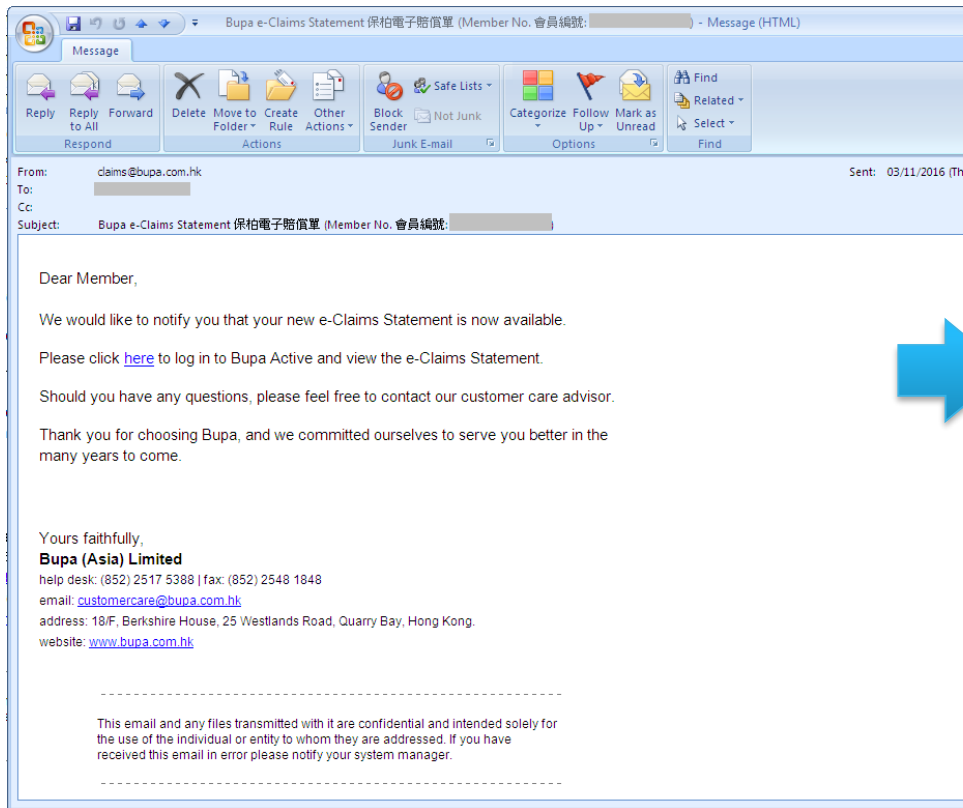 Bupa e-Claims Statement 保柏電子賠償單 (Member No. 會員編號: ) - Message (HTML)
Message
Reply Reply to All Forward Delete Move to Folder Create Rule Other Actions Block Sender Safe Lists Not Junk Categorize Follow Up Mark as Unread Find Related Select
Respond Actions Junk E-mail Options Find
From: claims@bupa.com.hk Sent: 03/11/2016 (Th
To:
Cc:
Subject: Bupa e-Claims Statement 保柏電子賠償單 (Member No. 會員編號: )
Dear Member,
We would like to notify you that your new e-Claims Statement is now available.
Please click here to log in to Bupa Active and view the e-Claims Statement.
Should you have any questions, please feel free to contact our customer care advisor.
Thank you for choosing Bupa, and we committed ourselves to serve you better in the
many years to come.
Yours faithfully,
Bupa (Asia) Limited
help desk: (852) 2517 5388 | fax: (852) 2548 1848
email: customercare@bupa.com.hk
address: 18/F, Berkshire House, 25 Westlands Road, Quarry Bay, Hong Kong.
website: www.bupa.com.hk
This email and any files transmitted with it are confidential and intended solely for
the use of the individual or entity to whom they are addressed. If you have
received this email in error please notify your system manager.